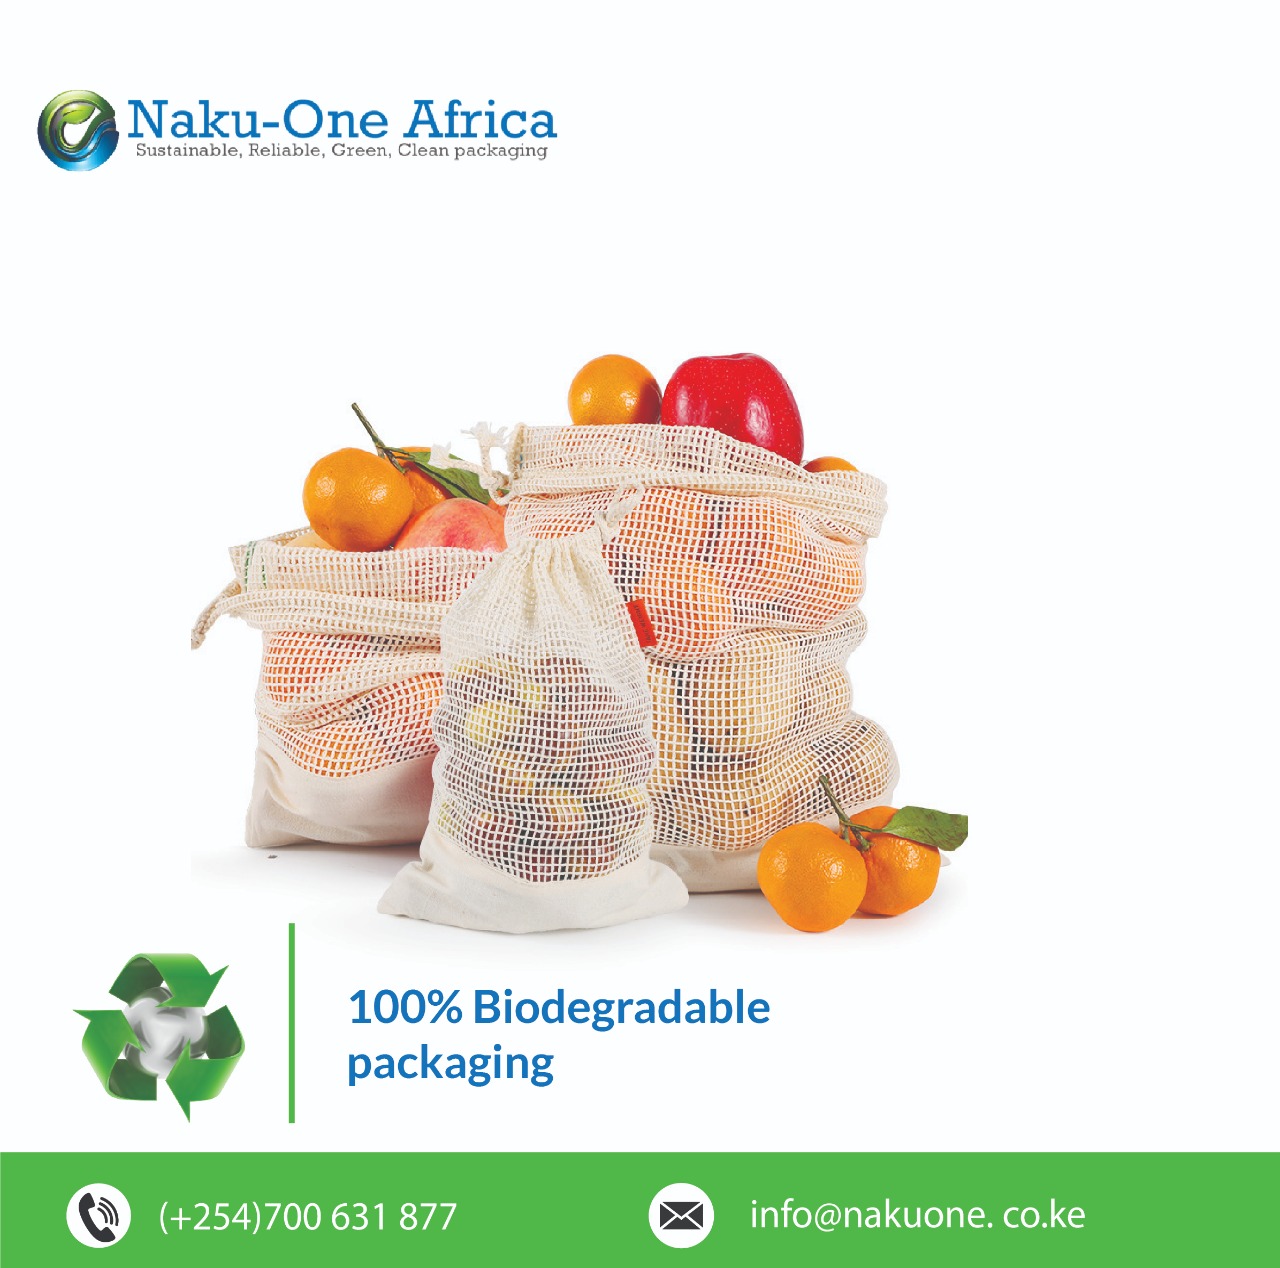 Naku-One Africa
Sustainable, Reliable, Green, Clean packaging
100% Biodegradable
packaging
(+254)700 631 877
info@nakuone. co.ke